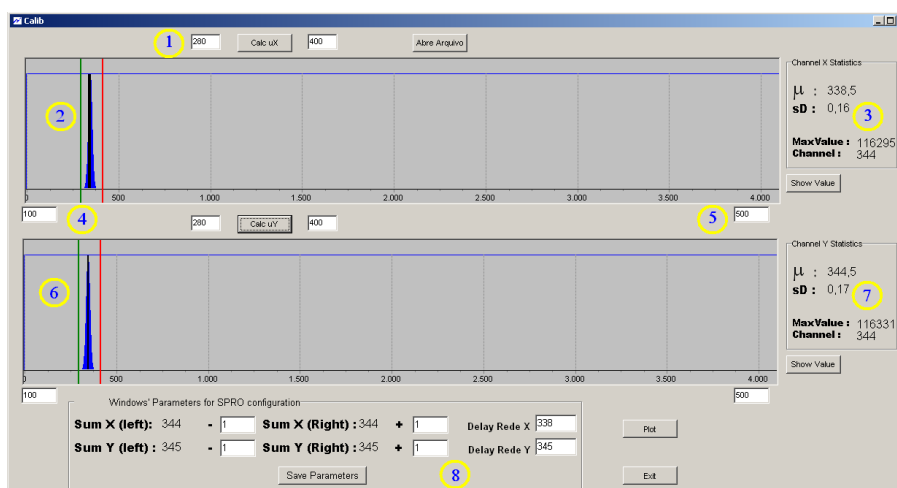 Calib
1 280 Calc uX 400 Abre Arquivo
Channel X Statistics
μ : 338,5
sD : 0,16
MaxValue : 116295
Channel : 344
2
3
0 500 1.000 1.500 2.000 2.500 3.000 3.500 4.000
Show Value
100 4 5 500
280 Calc uY 400
Channel Y Statistics
μ : 344,5
sD : 0,17
MaxValue : 116331
Channel : 344
6
7
0 500 1.000 1.500 2.000 2.500 3.000 3.500 4.000
Show Value
100 500
Windows' Parameters for SPRO configuration
Sum X (left): 344 - 1 Sum X (Right) : 344 + 1 Delay Rede X 338
Plot
Sum Y (left) : 345 - 1 Sum Y (Right) : 345 + 1 Delay Rede Y 345
Save Parameters 8 Exit